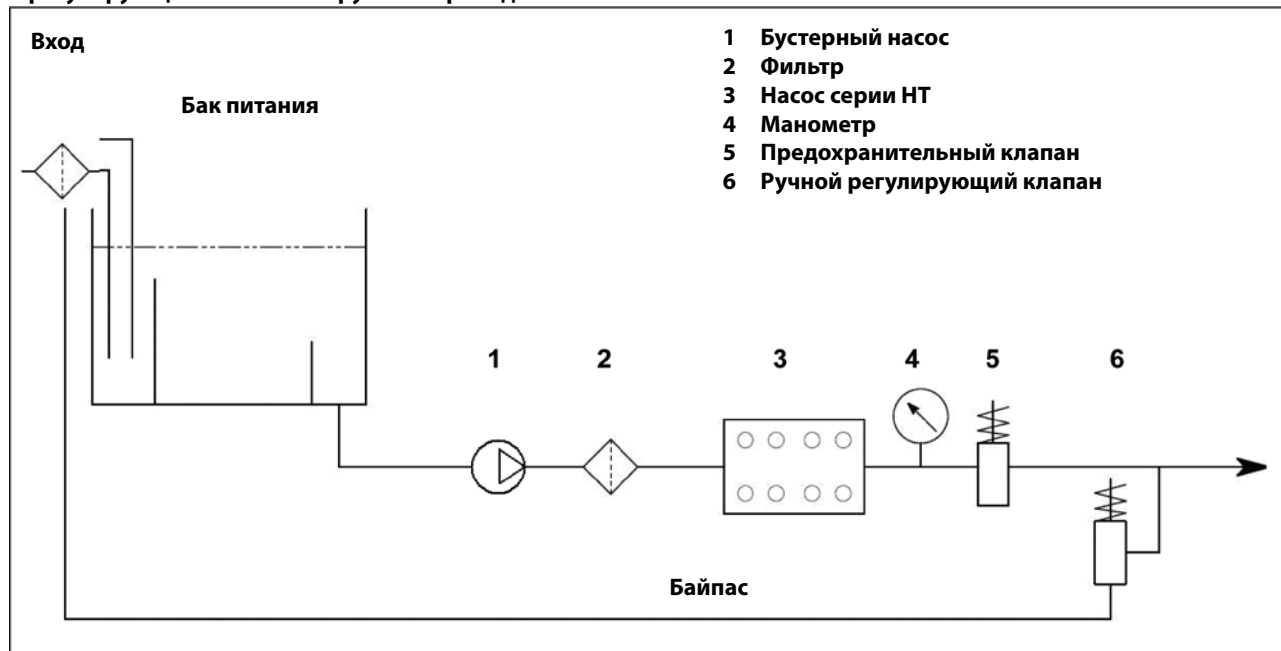 Вход
Бак питания
1 Бустерный насос
2 Фильтр
3 Насос серии НТ
4 Манометр
5 Предохранительный клапан
6 Ручной регулирующий клапан
1 2 3 4 5 6
Байпас